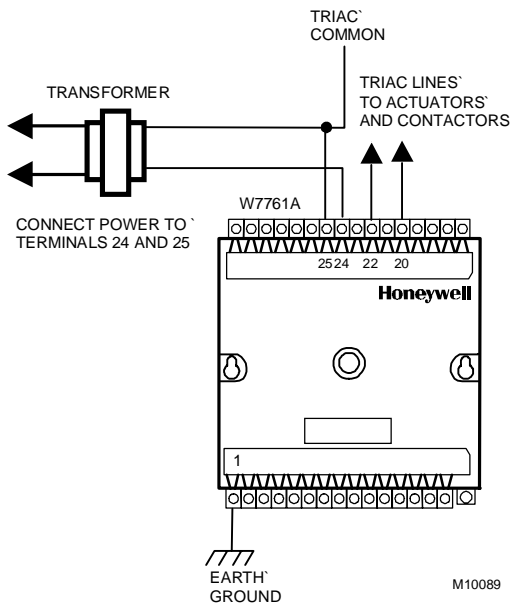 TRIAC`
COMMON
TRIAC LINES`
TO ACTUATORS`
AND CONTACTORS
TRANSFORMER
W7761A
CONNECT POWER TO `
TERMINALS 24 AND 25
25 24 22 20
Honeywell
1
EARTH`
GROUND
M10089